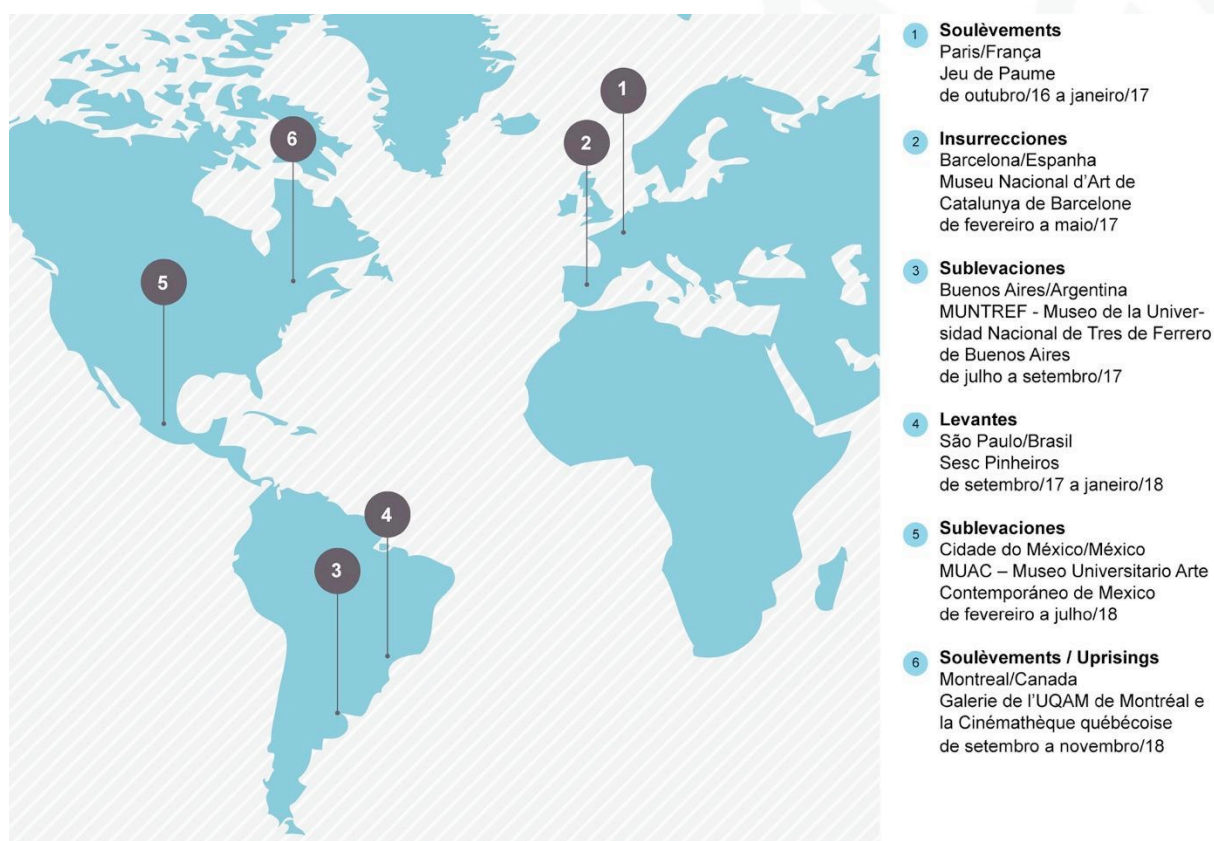 1
2
6
5
4
3
1 Soulèvements
Paris/França
Jeu de Paume
de outubro/16 a janeiro/17
2 Insurrecciones
Barcelona/Espanha
Museu Nacional d’Art de
Catalunya de Barcelone
de fevereiro a maio/17
3 Sublevaciones
Buenos Aires/Argentina
MUNTREF - Museo de la Univer-
sidad Nacional de Tres de Ferrero
de Buenos Aires
de julho a setembro/17
4 Levantes
São Paulo/Brasil
Sesc Pinheiros
de setembro/17 a janeiro/18
5 Sublevaciones
Cidade do México/México
MUAC – Museo Universitario Arte
Contemporáneo de Mexico
de fevereiro a julho/18
6 Soulèvements / Uprisings
Montreal/Canada
Galerie de l’UQAM de Montréal e
la Cinémathèque québécoise
de setembro a novembro/18